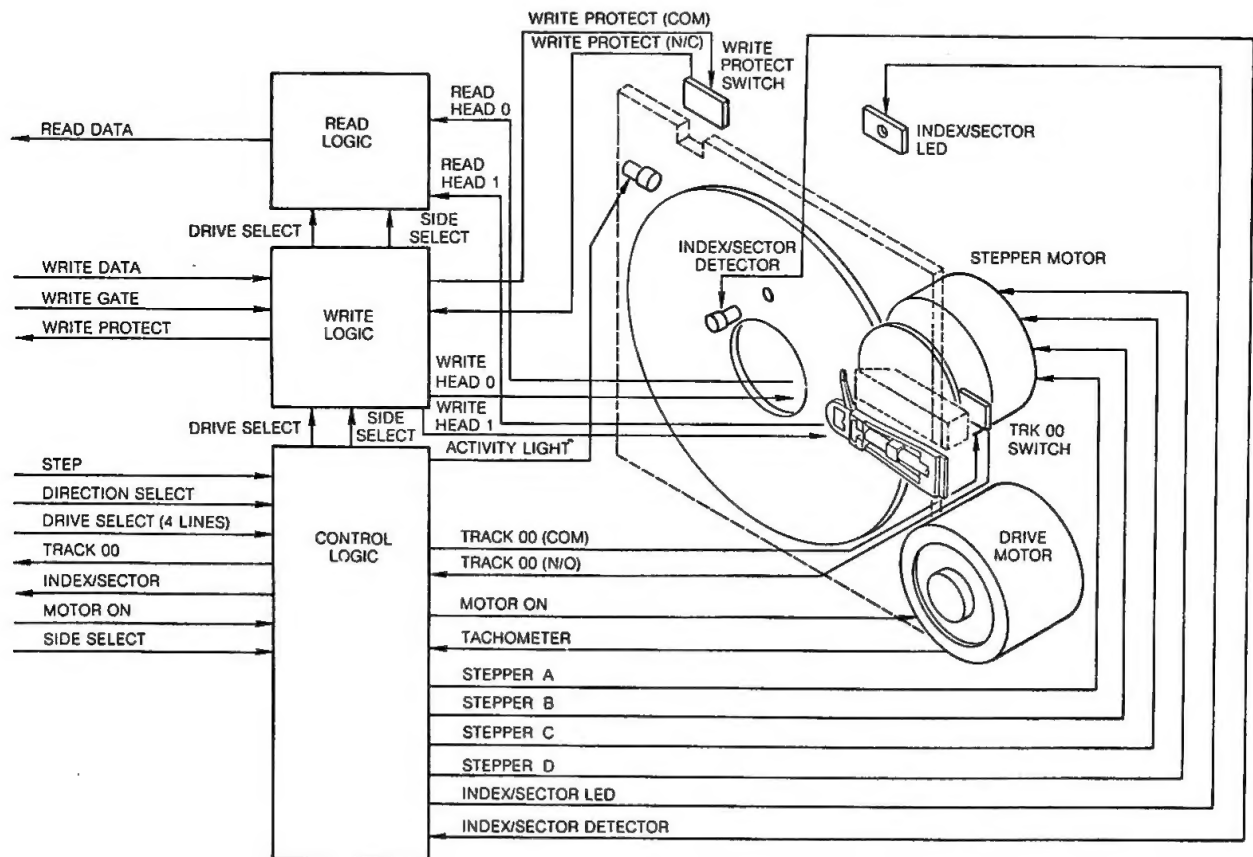 WRITE PROTECT (COM)
WRITE PROTECT (N/C)
WRITE
PROTECT
SWITCH
READ
HEAD 0
READ DATA
READ
LOGIC
INDEX/SECTOR
LED
READ
HEAD 1
DRIVE SELECT
SIDE
SELECT
INDEX/SECTOR
DETECTOR
STEPPER MOTOR
WRITE DATA
WRITE GATE
WRITE PROTECT
WRITE
LOGIC
WRITE
HEAD 0
WRITE
HEAD 1
DRIVE SELECT
SIDE
SELECT
ACTIVITY LIGHT
TRK 00
SWITCH
STEP
DIRECTION SELECT
DRIVE SELECT (4 LINES)
TRACK 00
INDEX/SECTOR
MOTOR ON
SIDE SELECT
CONTROL
LOGIC
TRACK 00 (COM)
TRACK 00 (N/O)
DRIVE
MOTOR
MOTOR ON
TACHOMETER
STEPPER A
STEPPER B
STEPPER C
STEPPER D
INDEX/SECTOR LED
INDEX/SECTOR DETECTOR